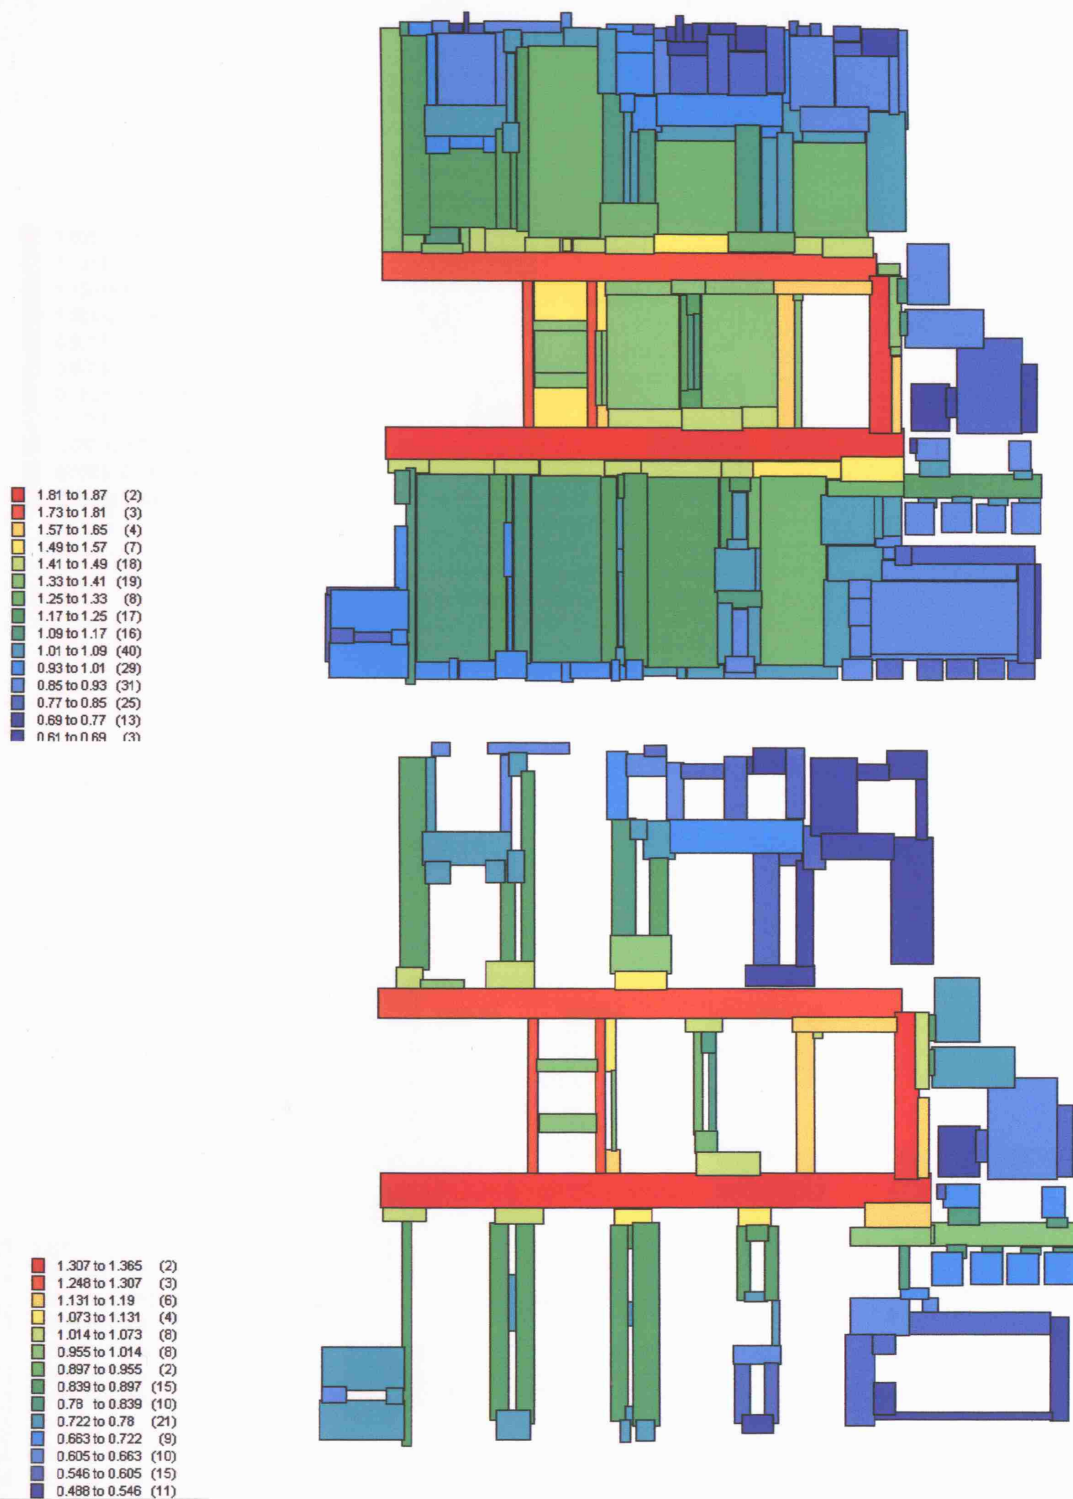 1.81 to 1.87 (2)
1.73 to 1.81 (3)
1.57 to 1.65 (4)
1.49 to 1.57 (7)
1.41 to 1.49 (18)
1.33 to 1.41 (19)
1.25 to 1.33 (8)
1.17 to 1.25 (17)
1.09 to 1.17 (16)
1.01 to 1.09 (40)
0.93 to 1.01 (29)
0.85 to 0.93 (31)
0.77 to 0.85 (25)
0.69 to 0.77 (13)
0.61 to 0.69 (3)
1.307 to 1.365 (2)
1.248 to 1.307 (3)
1.131 to 1.19 (6)
1.073 to 1.131 (4)
1.014 to 1.073 (8)
0.955 to 1.014 (8)
0.897 to 0.955 (2)
0.839 to 0.897 (15)
0.78 to 0.839 (10)
0.722 to 0.78 (21)
0.663 to 0.722 (9)
0.605 to 0.663 (10)
0.546 to 0.605 (15)
0.488 to 0.546 (11)